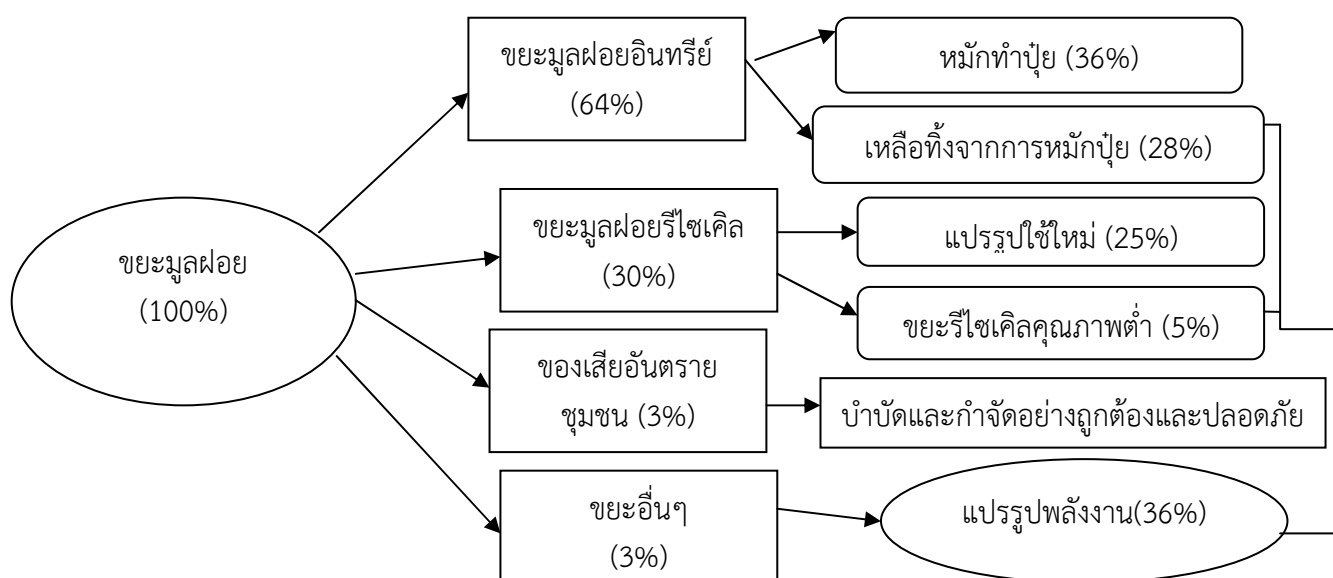 ขยะมูลฝอย
(100%)
ขยะมูลฝอยอินทรีย์
(64%)
หมักทำปุ๋ย (36%)
เหลือทิ้งจากการหมักปุ๋ย (28%)
ขยะมูลฝอยรีไซเคิล
(30%)
แปรรูปใช้ใหม่ (25%)
ขยะรีไซเคิลคุณภาพต่ำ (5%)
ของเสียอันตราย
ชุมชน (3%)
บำบัดและกำจัดอย่างถูกต้องและปลอดภัย
ขยะอื่นๆ
(3%)
แปรรูปพลังงาน(36%)